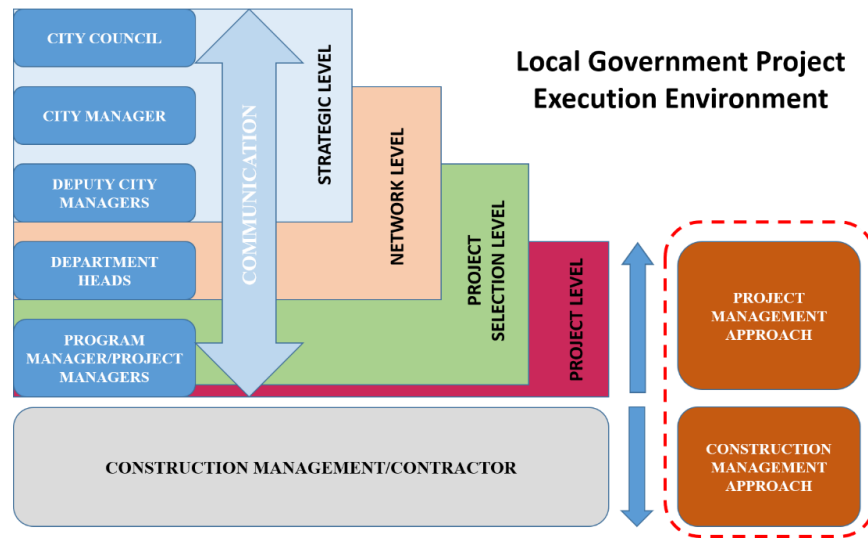 Local Government Project
Execution Environment
CITY COUNCIL
CITY MANAGER
DEPUTY CITY
MANAGERS
DEPARTMENT
HEADS
PROGRAM
MANAGER/PROJECT
MANAGERS
COMMUNICATION
STRATEGIC LEVEL
NETWORK LEVEL
PROJECT
SELECTION LEVEL
PROJECT LEVEL
PROJECT
MANAGEMENT
APPROACH
CONSTRUCTION MANAGEMENT/CONTRACTOR
CONSTRUCTION
MANAGEMENT
APPROACH